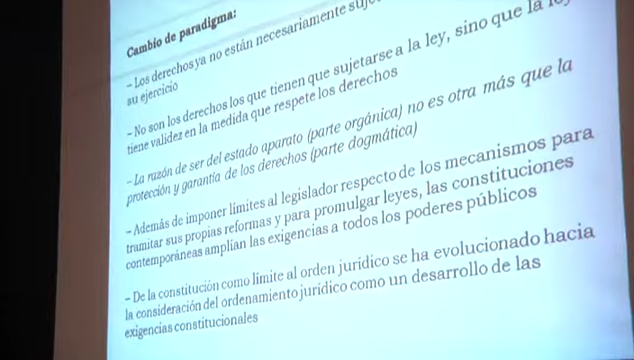 Cambio de paradigma:
– Los derechos ya no están necesariamente
su ejercicio
– No son los derechos los que tienen que sujetarse a la ley, sino que la
tiene validez en la medida que respete los derechos
– La razón de ser del estado aparato (parte orgánica) no es otra más que la
protección y garantía de los derechos (parte dogmática)
– Además de imponer límites al legislador respecto de los mecanismos para
tramitar sus propias reformas y para promulgar leyes, las constituciones
contemporáneas amplían las exigencias a todos los poderes públicos
– De la constitución como límite al orden jurídico se ha evolucionado hacia
la consideración del ordenamiento jurídico como un desarrollo de las
exigencias constitucionales